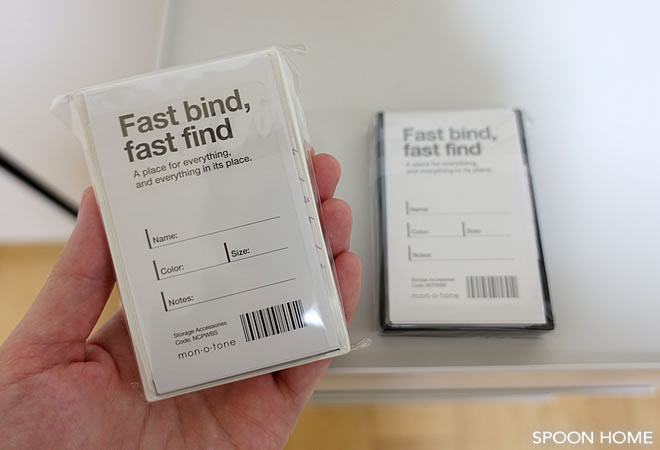 Fast bind,
fast find
A place for everything,
and everything in its place.
Name:
Color:
Size:
Notes:
Storage Accessories
Code: NCPWBS
mon·o·tone
Fast bind,
fast find
A place for everything,
and everything in its place.
Name:
Color:
Size:
Notes:
Storage Accessories
mon·o·tone
SPOON HOME